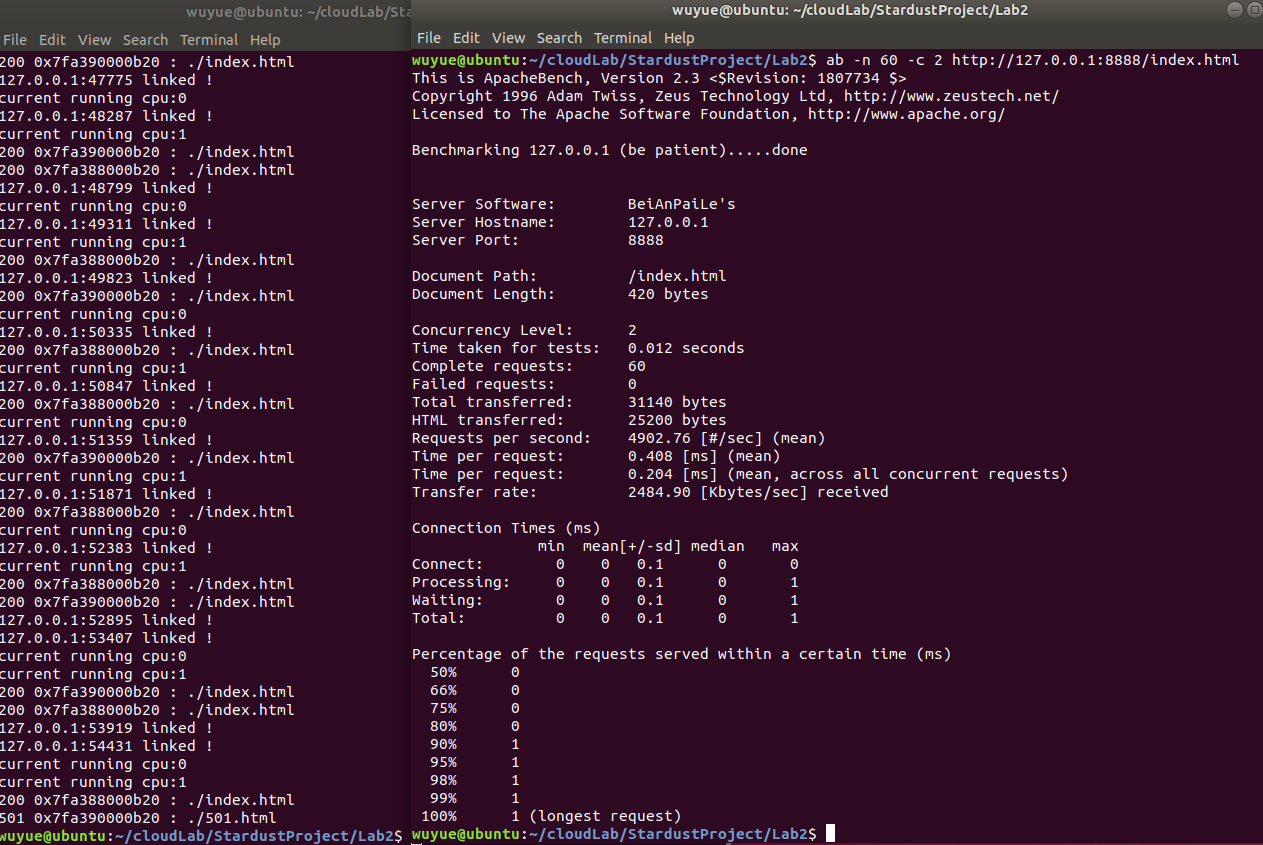 wuyue@ubuntu: ~/cloudLab/Sta
File Edit View Search Terminal Help
200 0x7fa390000b20 : ./index.html
127.0.0.1:47775 linked !
current running cpu:0
127.0.0.1:48287 linked !
current running cpu:1
200 0x7fa390000b20 : ./index.html
200 0x7fa388000b20 : ./index.html
127.0.0.1:48799 linked !
current running cpu:0
127.0.0.1:49311 linked !
current running cpu:1
200 0x7fa388000b20 : ./index.html
127.0.0.1:49823 linked !
200 0x7fa390000b20 : ./index.html
current running cpu:0
127.0.0.1:50335 linked !
200 0x7fa388000b20 : ./index.html
current running cpu:1
127.0.0.1:50847 linked !
200 0x7fa388000b20 : ./index.html
current running cpu:0
127.0.0.1:51359 linked !
200 0x7fa390000b20 : ./index.html
current running cpu:1
127.0.0.1:51871 linked !
200 0x7fa388000b20 : ./index.html
current running cpu:0
127.0.0.1:52383 linked !
current running cpu:1
200 0x7fa388000b20 : ./index.html
200 0x7fa390000b20 : ./index.html
127.0.0.1:52895 linked !
127.0.0.1:53407 linked !
current running cpu:0
current running cpu:1
200 0x7fa390000b20 : ./index.html
200 0x7fa388000b20 : ./index.html
127.0.0.1:53919 linked !
127.0.0.1:54431 linked !
current running cpu:0
current running cpu:1
200 0x7fa388000b20 : ./index.html
501 0x7fa390000b20 : ./501.html
wuyue@ubuntu:~/cloudLab/StardustProject/Lab2$
wuyue@ubuntu: ~/cloudLab/StardustProject/Lab2
File Edit View Search Terminal Help
wuyue@ubuntu:~/cloudLab/StardustProject/Lab2$ ab -n 60 -c 2 http://127.0.0.1:8888/index.html
This is ApacheBench, Version 2.3 <$Revision: 1807734 $>
Copyright 1996 Adam Twiss, Zeus Technology Ltd, http://www.zeustech.net/
Licensed to The Apache Software Foundation, http://www.apache.org/
Benchmarking 127.0.0.1 (be patient).....done
Server Software: BeiAnPaiLe's
Server Hostname: 127.0.0.1
Server Port: 8888
Document Path: /index.html
Document Length: 420 bytes
Concurrency Level: 2
Time taken for tests: 0.012 seconds
Complete requests: 60
Failed requests: 0
Total transferred: 31140 bytes
HTML transferred: 25200 bytes
Requests per second: 4902.76 [#/sec] (mean)
Time per request: 0.408 [ms] (mean)
Time per request: 0.204 [ms] (mean, across all concurrent requests)
Transfer rate: 2484.90 [Kbytes/sec] received
Connection Times (ms)
min mean[+/-sd] median max
Connect: 0 0 0.1 0 0
Processing: 0 0 0.1 0 1
Waiting: 0 0 0.1 0 1
Total: 0 0 0.1 0 1
Percentage of the requests served within a certain time (ms)
50% 0
66% 0
75% 0
80% 0
90% 1
95% 1
98% 1
99% 1
100% 1 (longest request)
wuyue@ubuntu:~/cloudLab/StardustProject/Lab2$